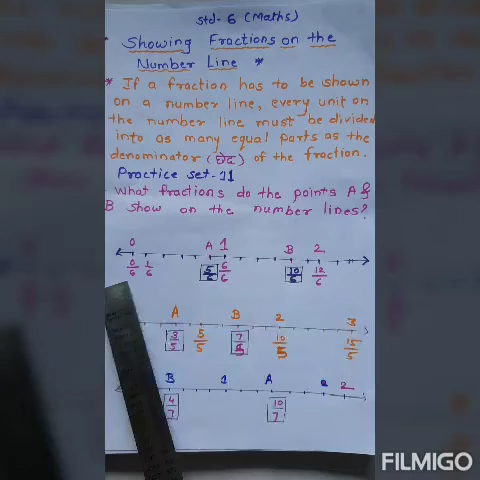 std- 6 (Maths)
* Showing Fractions on the
Number Line *
* If a fraction has to be shown
on a number line, every unit on
the number line must be divided
into as many equal parts as the
denominator (छेद) of the fraction.
Practice set-11
What fractions do the points A &
B show on the number lines?
0 A 1 B 2
0/6 1/6 5/6 6/6 10/6 12/6
A B 2 3
3/5 5/5 7/5 10/5 15/5
B 1 A 2
4/7 10/7
FILMIGO